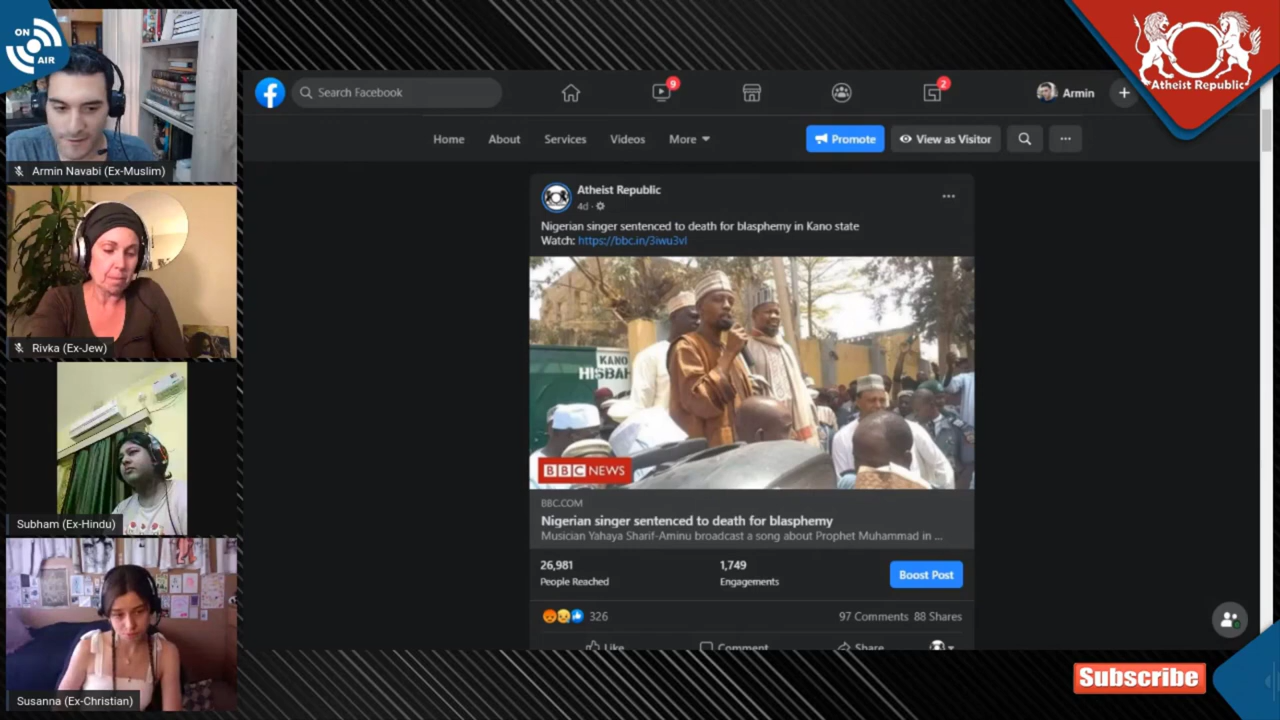 ON
AIR
Armin Navabi (Ex-Muslim)
Rivka (Ex-Jew)
Subham (Ex-Hindu)
Susanna (Ex-Christian)
Search Facebook
9
2
Armin
Atheist Republic
Home About Services Videos More
Promote
View as Visitor
Atheist Republic
4d
Nigerian singer sentenced to death for blasphemy in Kano state
Watch: https://bbc.in/3iwu3vI
KANO
HISBAH
BBC NEWS
BBC.COM
Nigerian singer sentenced to death for blasphemy
Musician Yahaya Sharif-Aminu broadcast a song about Prophet Muhammad in ...
26,981 1,749
People Reached Engagements
Boost Post
326 97 Comments 88 Shares
Like Comment Share
Subscribe